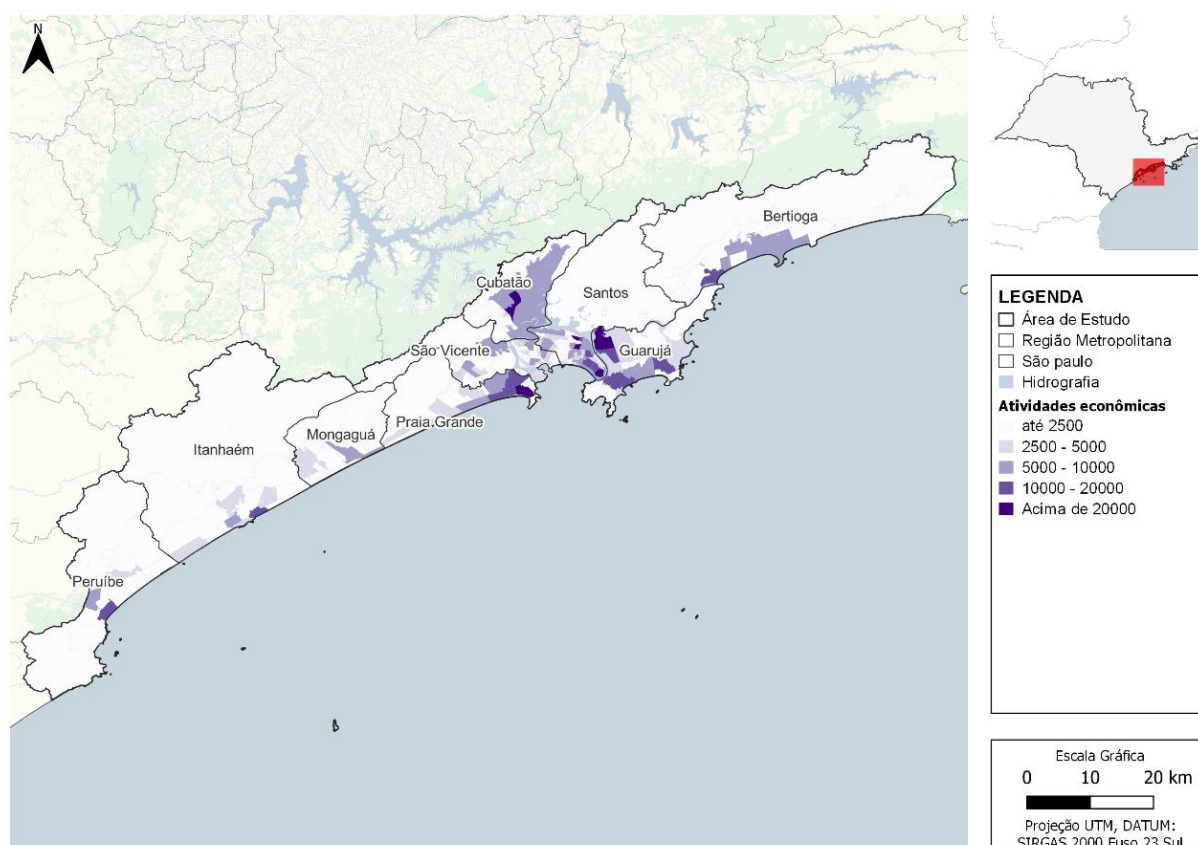 N
Bertioga
Cubatão
Santos
São Vicente
Guarujá
Praia Grande
Mongaguá
Itanhaém
Peruíbe
LEGENDA
Área de Estudo
Região Metropolitana
São paulo
Hidrografia
Atividades econômicas
até 2500
2500 - 5000
5000 - 10000
10000 - 20000
Acima de 20000
Escala Gráfica
0 10 20 km
Projeção UTM, DATUM:
SIRGAS 2000 Fuso 23 Sul